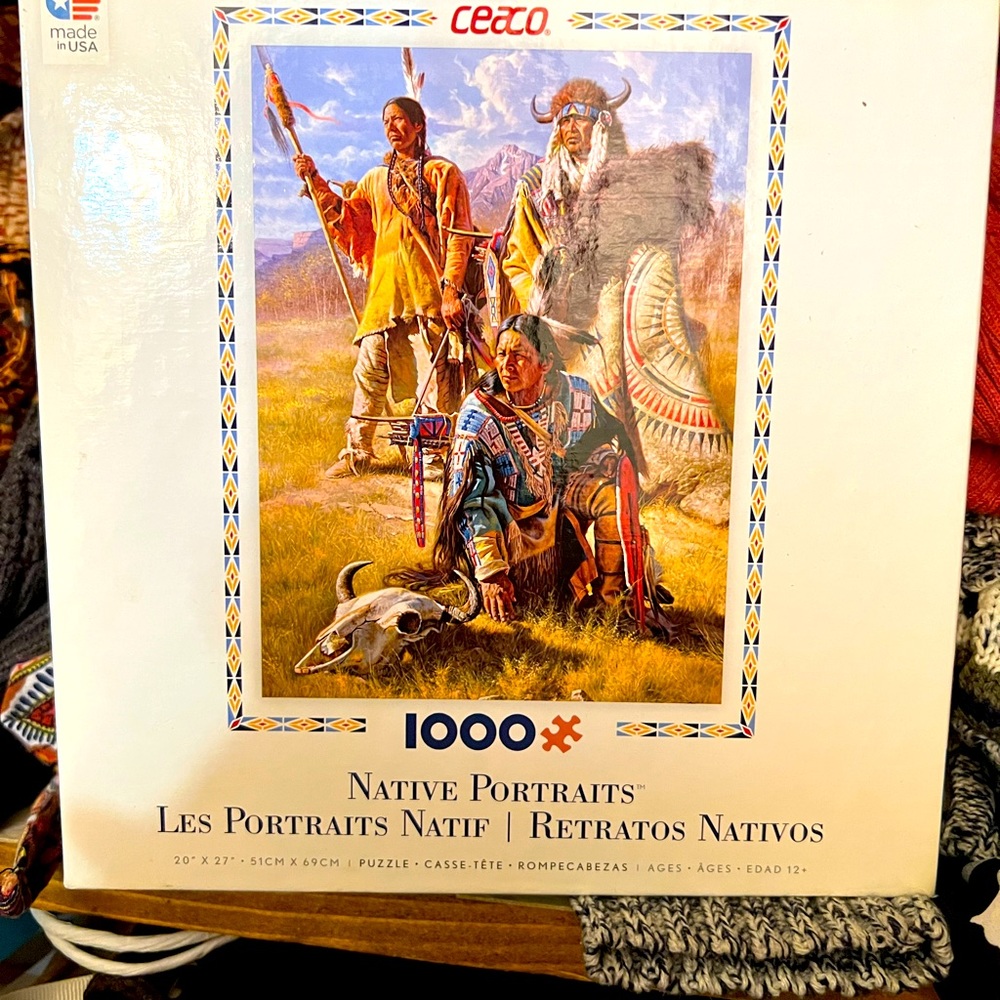 made
in USA
ceaco®
1000
NATIVE PORTRAITS™
LES PORTRAITS NATIF | RETRATOS NATIVOS
20" X 27" • 51CM X 69CM | PUZZLE • CASSE-TÊTE • ROMPECABEZAS | AGES • ÂGES • EDAD 12+